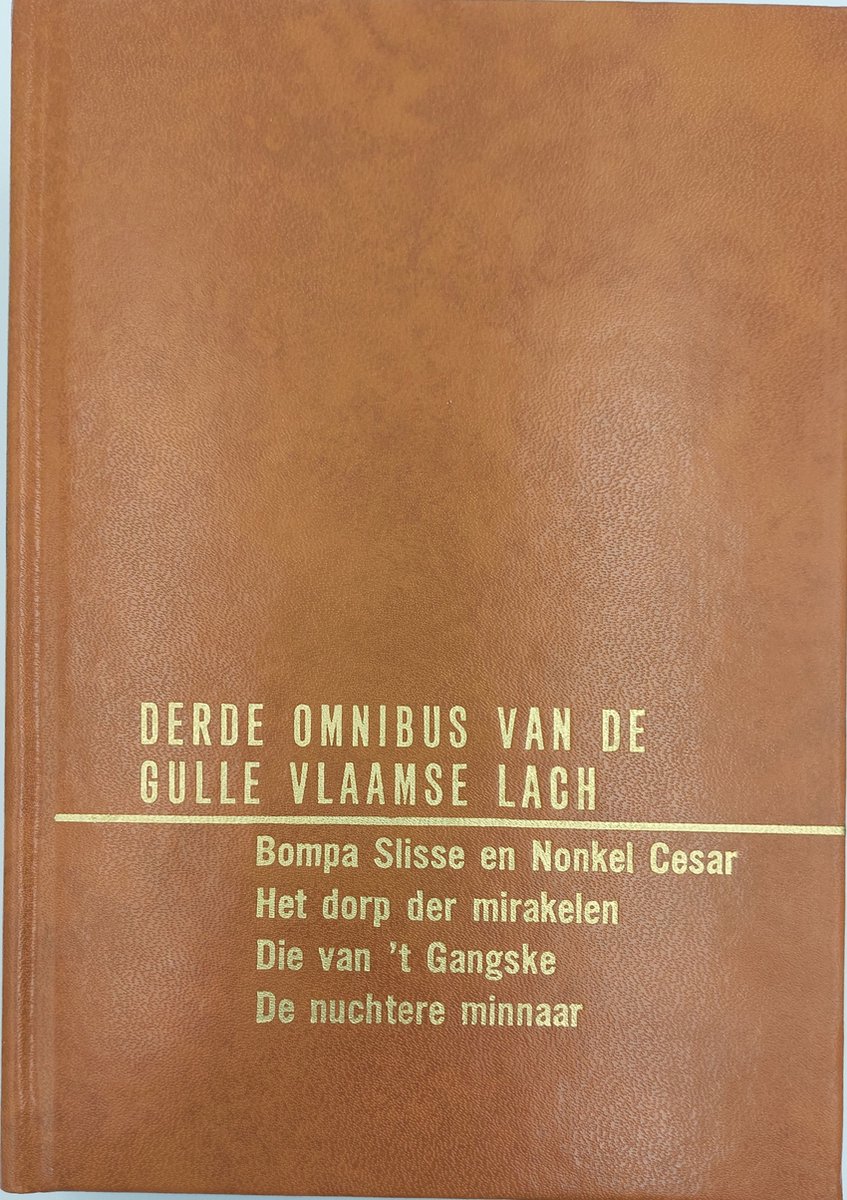 DERDE OMNIBUS VAN DE
GULLE VLAAMSE LACH
Bompa Slisse en Nonkel Cesar
Het dorp der mirakelen
Die van 't Gangske
De nuchtere minnaar